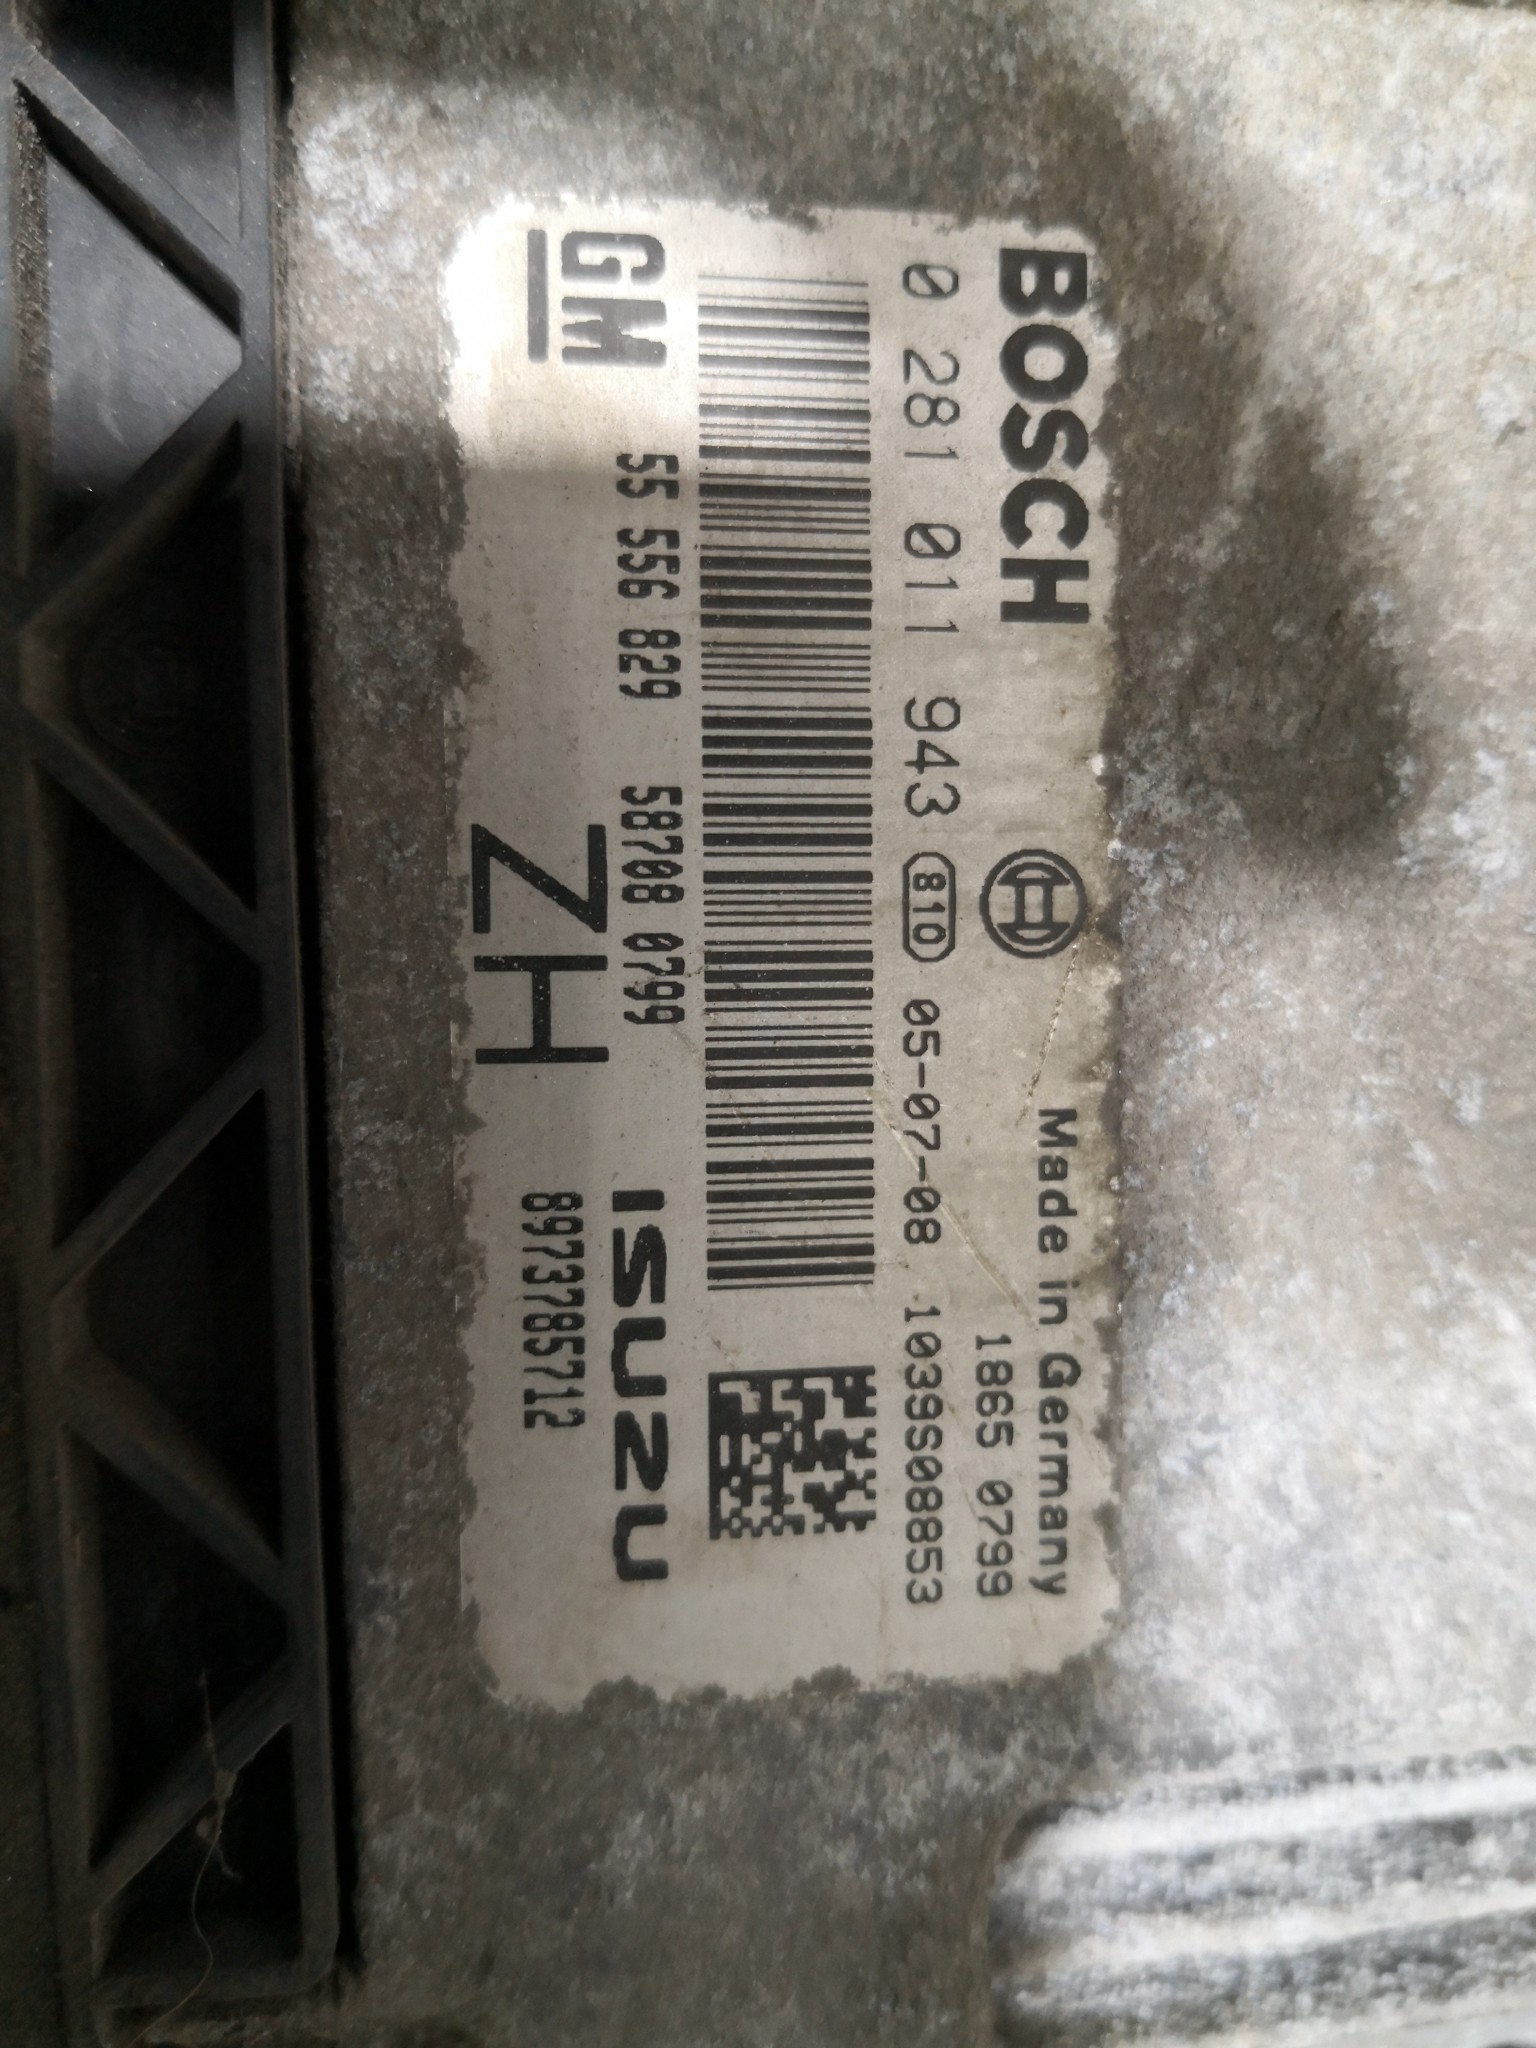 BOSCH
Made in Germany
1865 0799
0 281 011 943 810 05-07-08 1039S08853
GM 55 556 829 58708 0799 ISUZU
ZH 8973785712